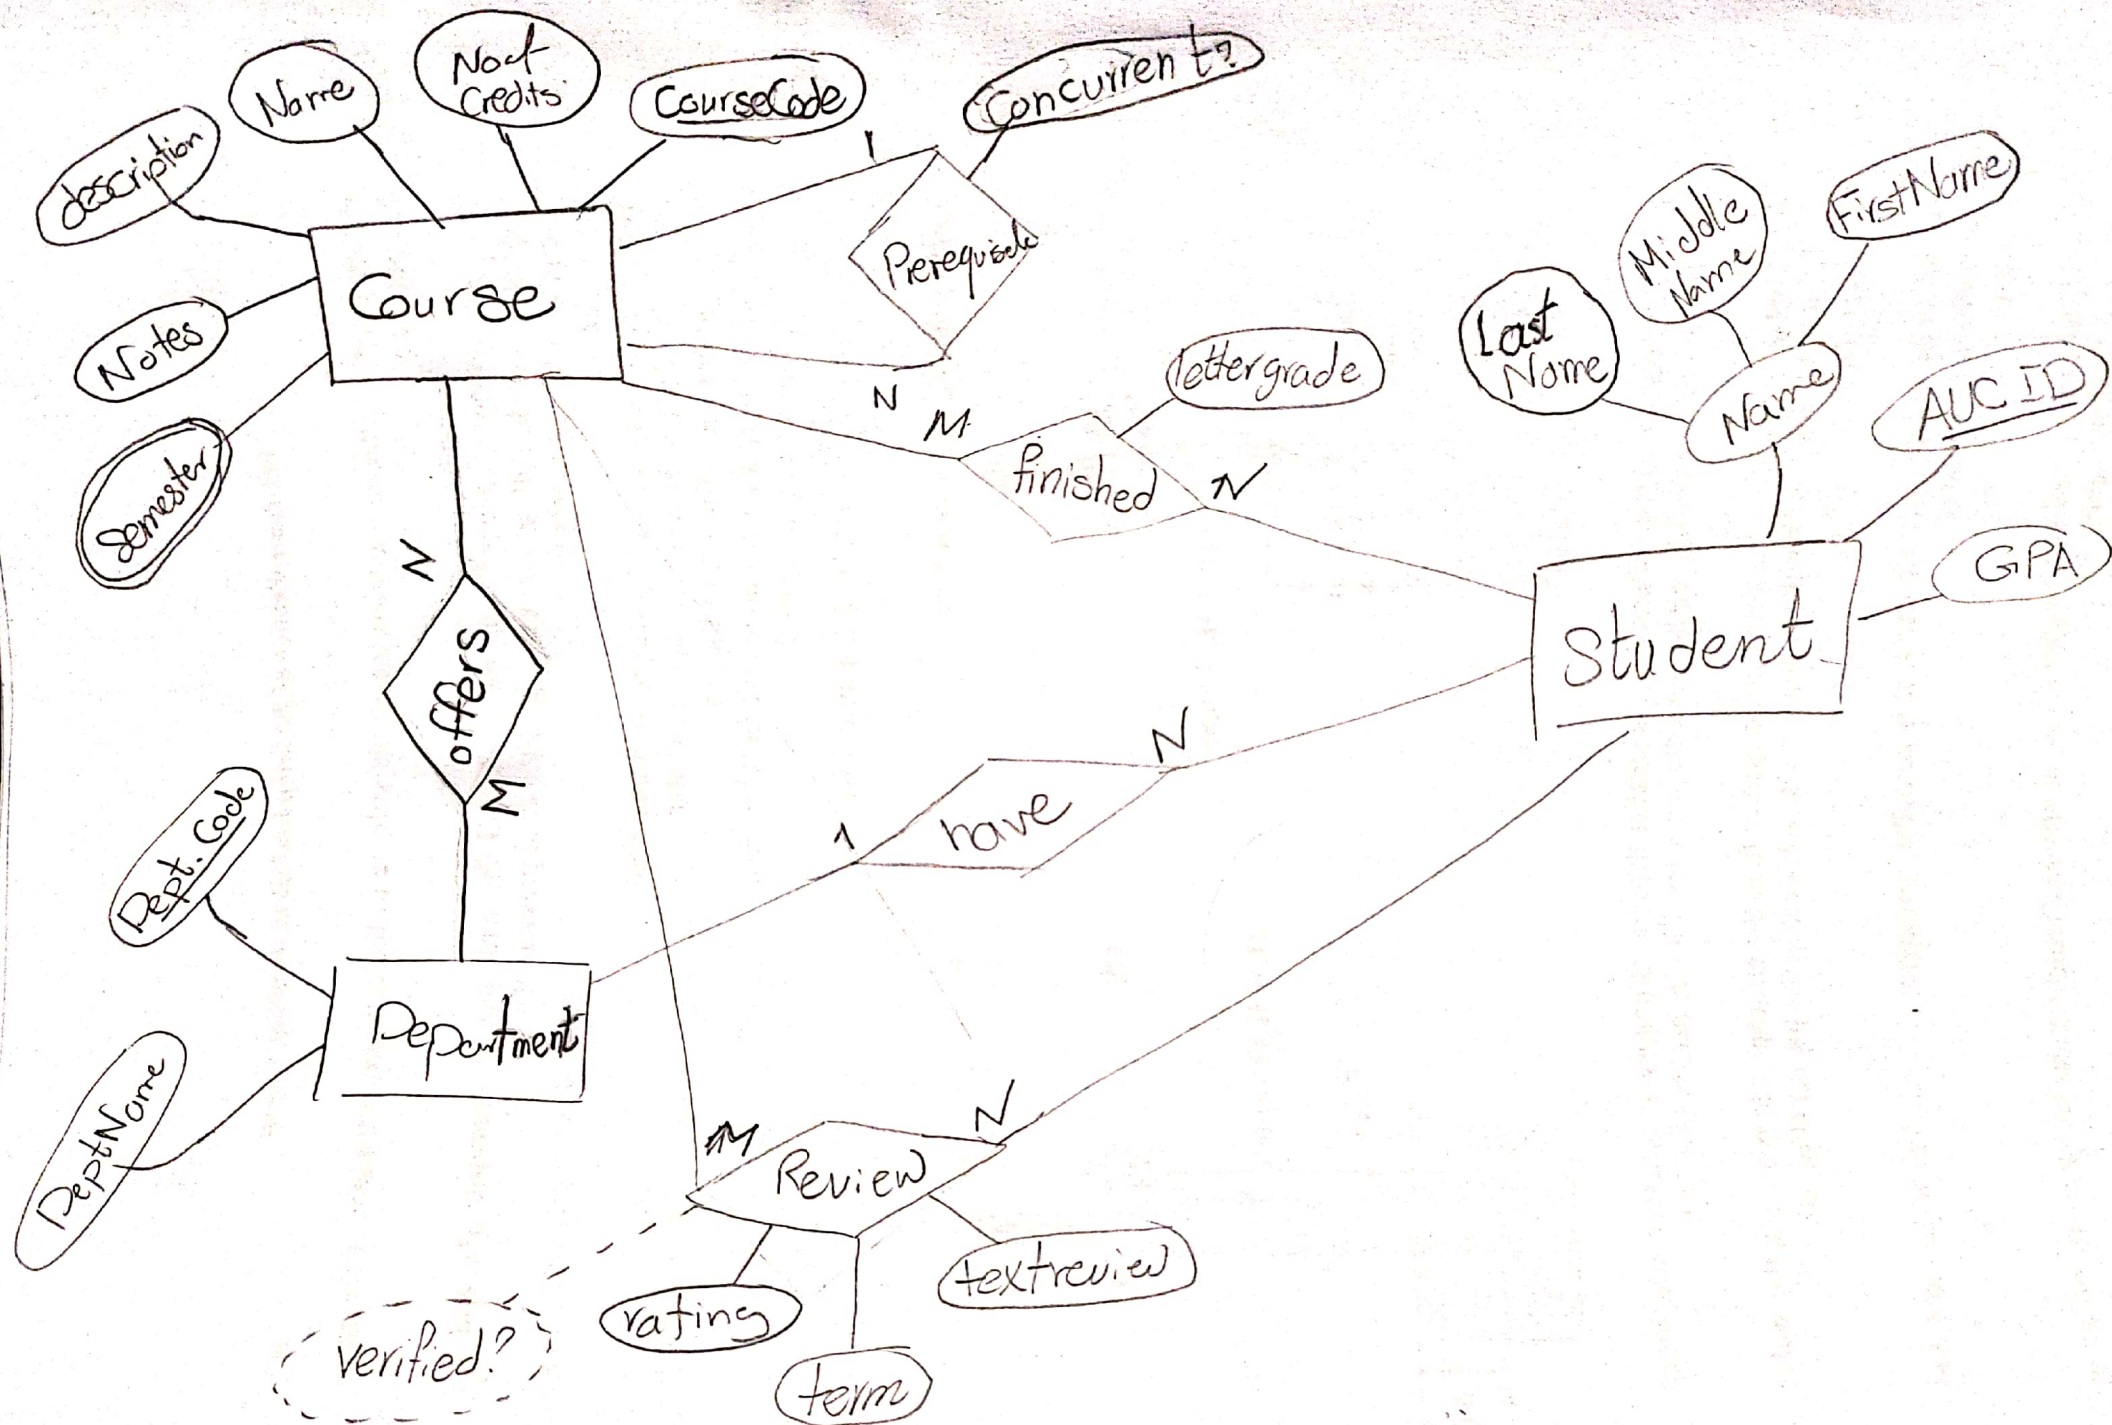 Name
No of
Credits
CourseCode
Concurrent?
description
Course
Prerequisite
1
N
Notes
Semester
M
finished
N
lettergrade
Last
Name
Middle
Name
FirstName
Name
AUC ID
GPA
Student
N
offers
M
1
have
N
Dept. Code
Department
DeptName
M
Review
N
verified?
rating
term
textreview